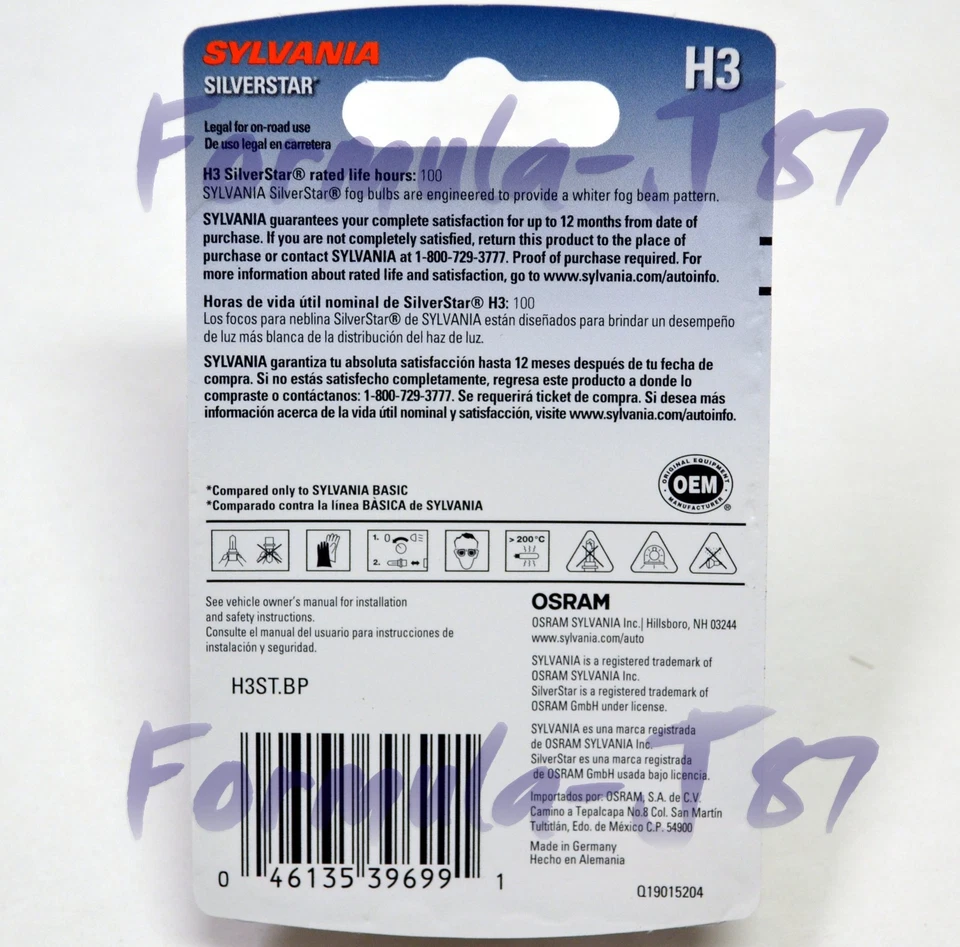 SYLVANIA
SILVERSTAR®
H3
Legal for on-road use
De uso legal en carretera
H3 SilverStar® rated life hours: 100
SYLVANIA SilverStar® fog bulbs are engineered to provide a whiter fog beam pattern.
SYLVANIA guarantees your complete satisfaction for up to 12 months from date of
purchase. If you are not completely satisfied, return this product to the place of
purchase or contact SYLVANIA at 1-800-729-3777. Proof of purchase required. For
more information about rated life and satisfaction, go to www.sylvania.com/autoinfo.
Horas de vida útil nominal de SilverStar® H3: 100
Los focos para neblina SilverStar® de SYLVANIA están diseñados para brindar un desempeño
de luz más blanca de la distribución del haz de luz.
SYLVANIA garantiza tu absoluta satisfacción hasta 12 meses después de tu fecha de
compra. Si no estás satisfecho completamente, regresa este producto a donde lo
compraste o contáctanos: 1-800-729-3777. Se requerirá ticket de compra. Si desea más
información acerca de la vida útil nominal y satisfacción, visite www.sylvania.com/autoinfo.
*Compared only to SYLVANIA BASIC
*Comparado contra la línea BÀSICA de SYLVANIA
ORIGINAL EQUIPMENT
OEM
MANUFACTURER ®
1. 0
2.
> 200°C
See vehicle owner's manual for installation
and safety instructions.
Consulte el manual del usuario para instrucciones de
instalación y seguridad.
H3ST.BP
0 46135 39699 1
OSRAM
OSRAM SYLVANIA Inc.| Hillsboro, NH 03244
www.sylvania.com/auto
SYLVANIA is a registered trademark of
OSRAM SYLVANIA Inc.
SilverStar is a registered trademark of
OSRAM GmbH under license.
SYLVANIA es una marca registrada
de OSRAM SYLVANIA Inc.
SilverStar es una marca registrada
de OSRAM GmbH usada bajo licencia.
Importados por: OSRAM, S.A. de C.V.
Camino a Tepalcapa No.8 Col. San Martín
Tultitlán, Edo. de México C.P. 54900
Made in Germany
Hecho en Alemania
Q19015204
Formula-T87
Formula-T87